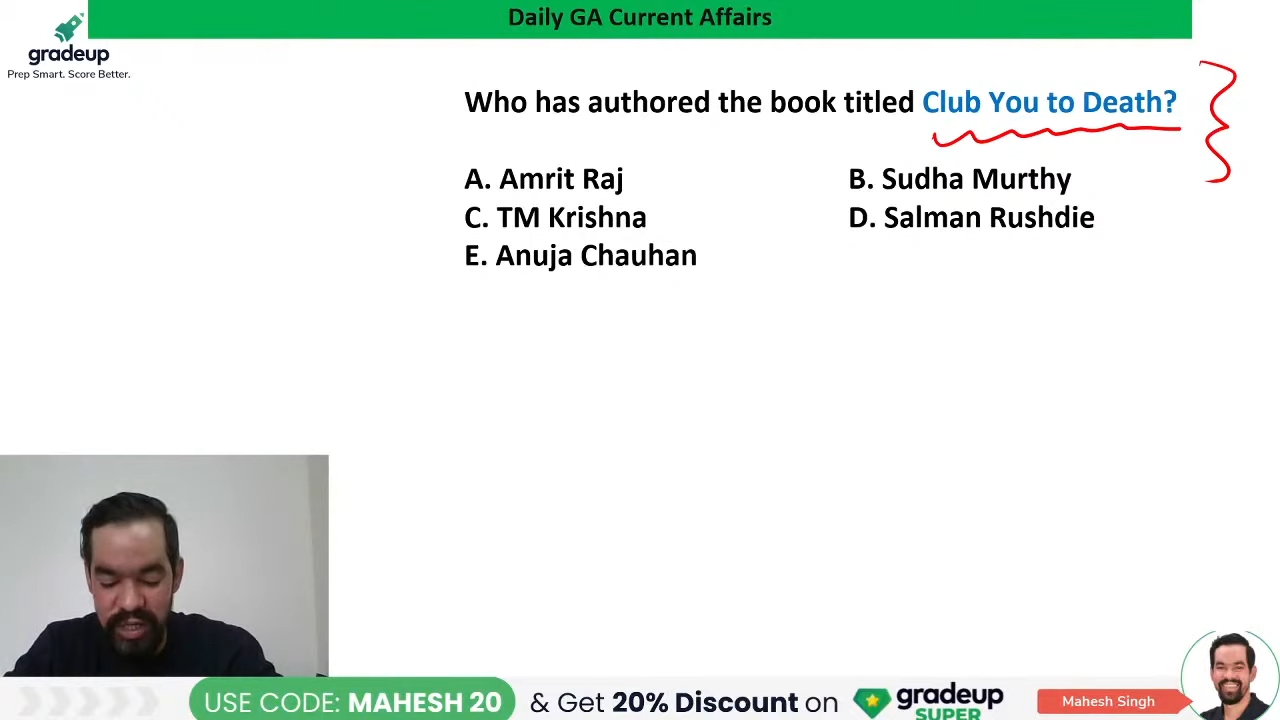 Daily GA Current Affairs
gradeup
Prep Smart. Score Better.
Who has authored the book titled Club You to Death?
A. Amrit Raj B. Sudha Murthy
C. TM Krishna D. Salman Rushdie
E. Anuja Chauhan
USE CODE: MAHESH 20 & Get 20% Discount on gradeup SUPER
Mahesh Singh